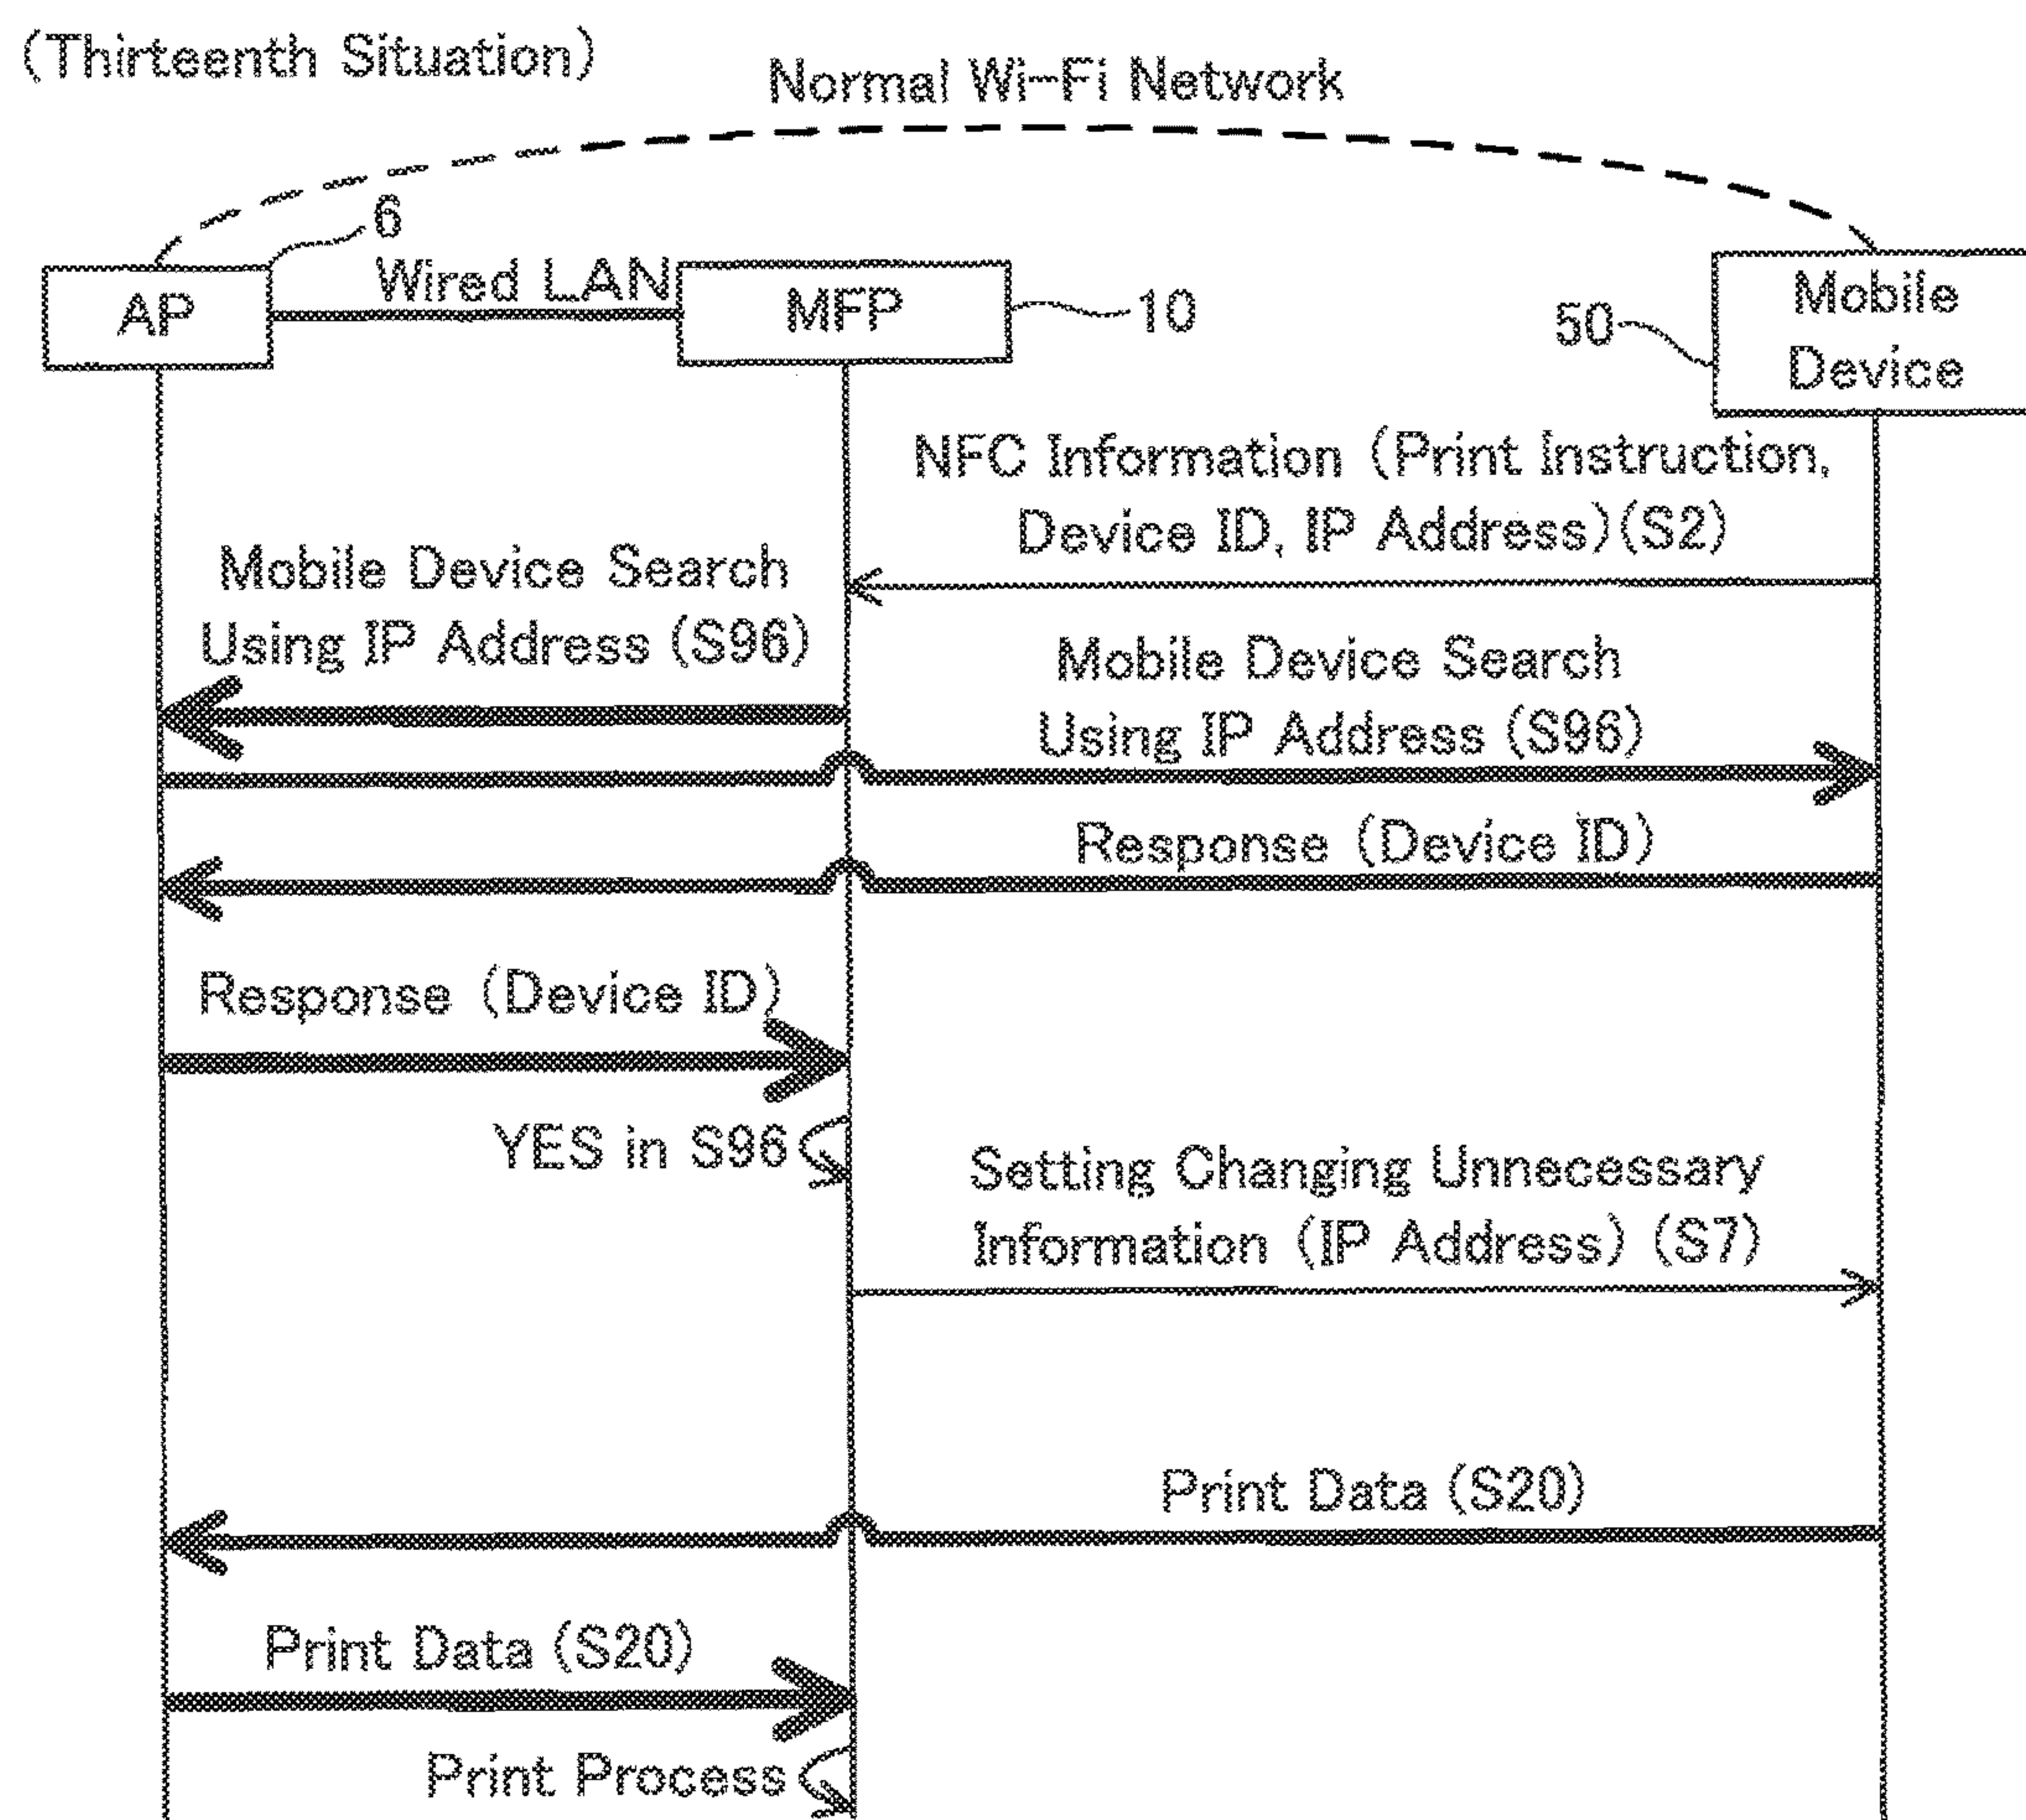 (Thirteenth Situation)
Normal Wi-Fi Network
6
AP
Wired LAN
MFP
10
50
Mobile
Device
NFC Information (Print Instruction,
Device ID, IP Address)(S2)
Mobile Device Search
Using IP Address (S96)
Mobile Device Search
Using IP Address (S96)
Response (Device ID)
Response (Device ID)
YES in S96
Setting Changing Unnecessary
Information (IP Address) (S7)
Print Data (S20)
Print Data (S20)
Print Process